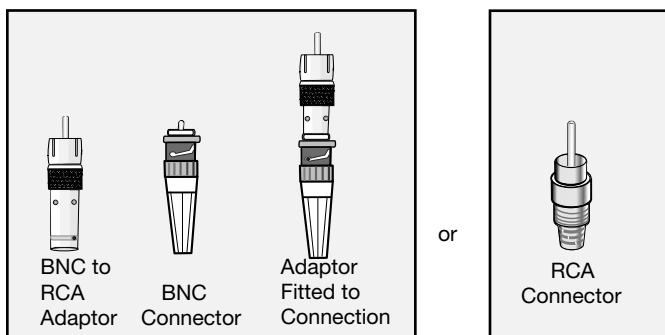 BNC to
RCA
Adaptor
BNC
Connector
Adaptor
Fitted to
Connection
or
RCA
Connector